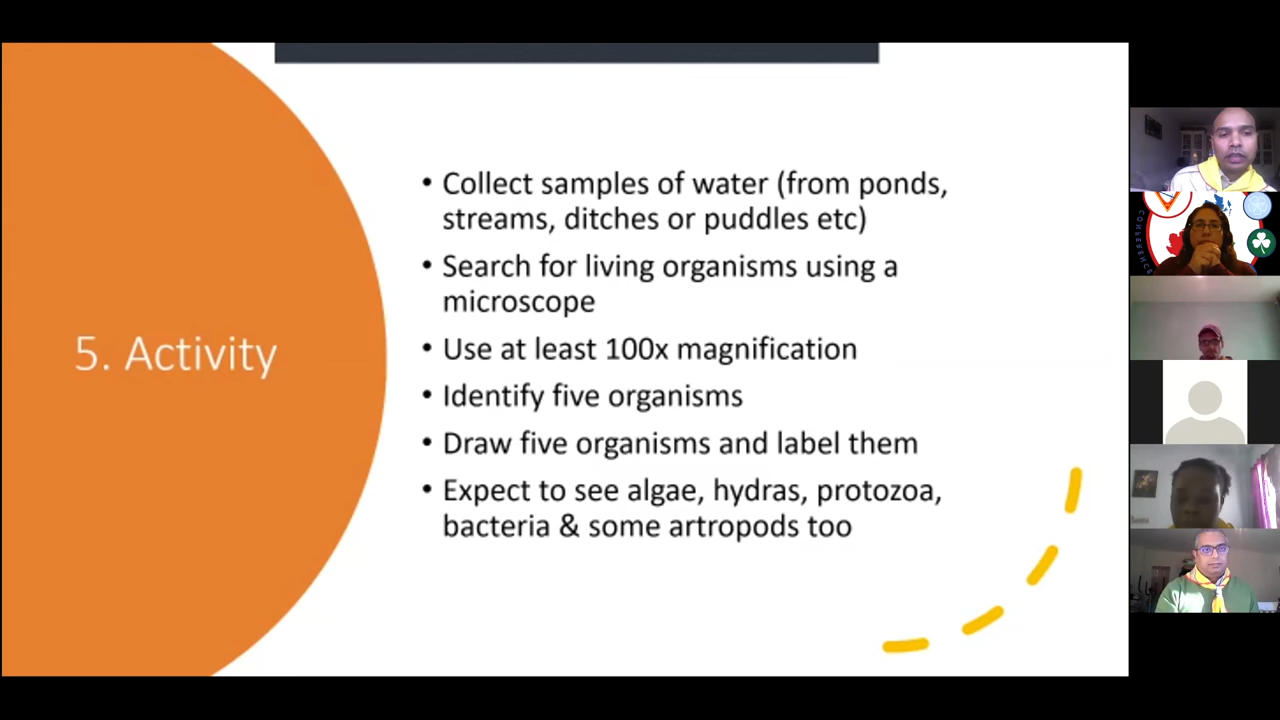 5. Activity
• Collect samples of water (from ponds,
streams, ditches or puddles etc)
• Search for living organisms using a
microscope
• Use at least 100x magnification
• Identify five organisms
• Draw five organisms and label them
• Expect to see algae, hydras, protozoa,
bacteria & some artropods too
CONFERENCE